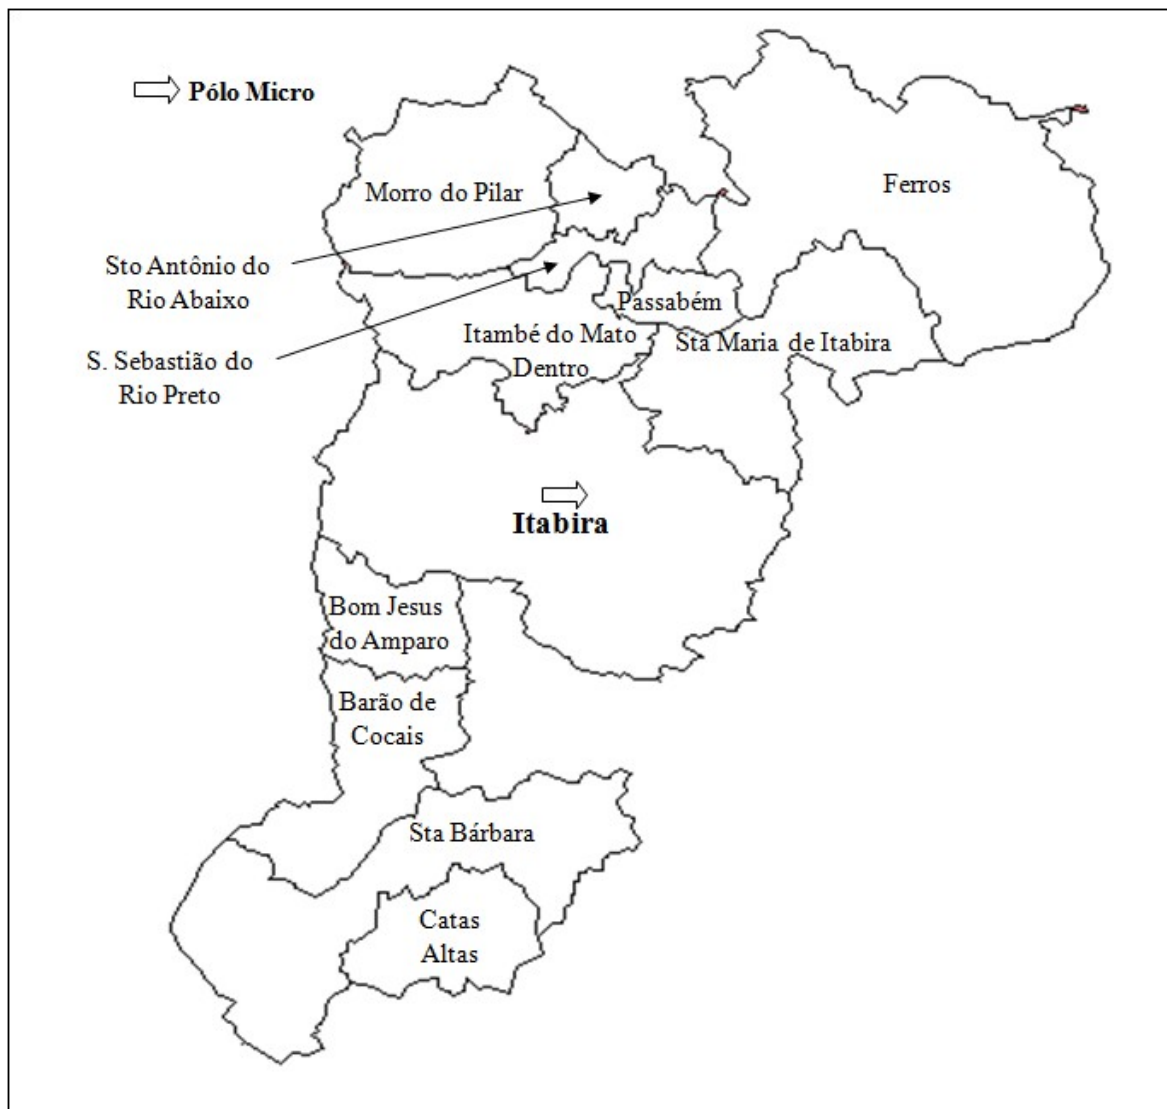 Pólo Micro
Morro do Pilar
Ferros
Sto Antônio do
Rio Abaixo
Passabém
Itambé do Mato
Dentro
Sta Maria de Itabira
S. Sebastião do
Rio Preto
Itabira
Bom Jesus
do Amparo
Barão de
Cocais
Sta Bárbara
Catas
Altas